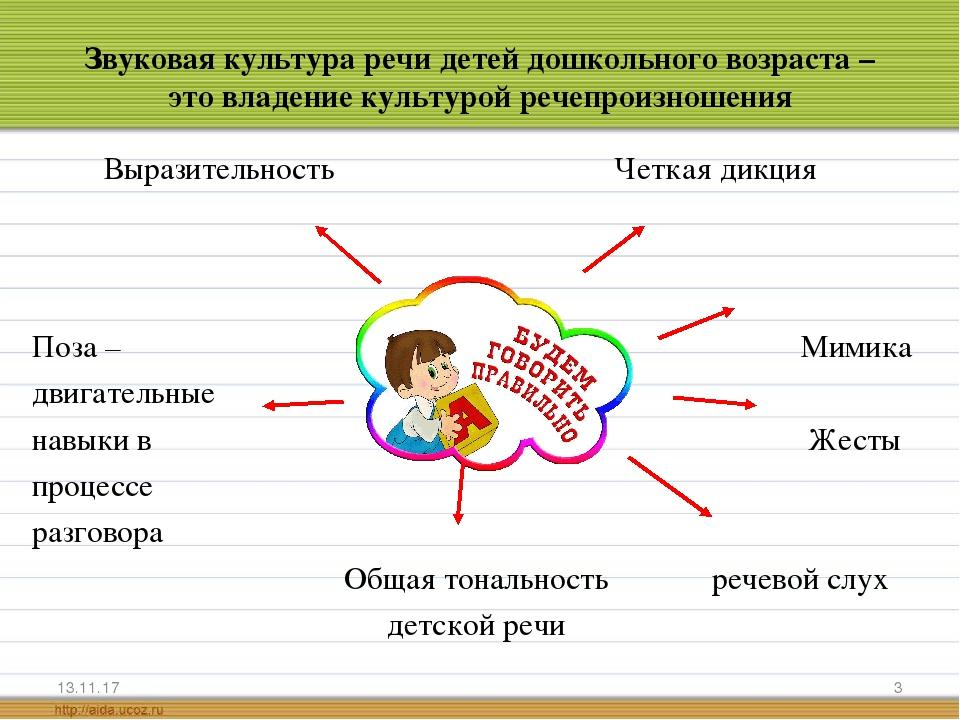 Звуковая культура речи детей дошкольного возраста –
это владение культурой речепроизношения
Выразительность
Четкая дикция
БУДЕМ
ГОВОРИТЬ
ПРАВИЛЬНО
А
Поза –
двигательные
навыки в
процессе
разговора
Мимика
Жесты
Общая тональность
детской речи
речевой слух
13.11.17
3
http://aida.ucoz.ru